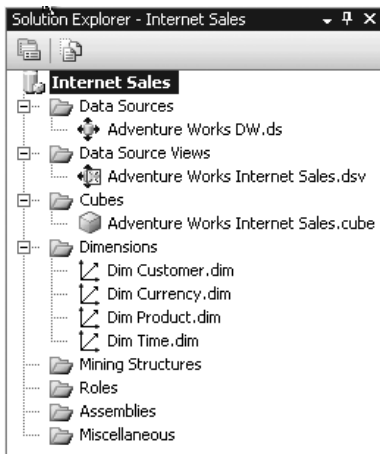 Solution Explorer - Internet Sales
Internet Sales
Data Sources
Adventure Works DW.ds
Data Source Views
Adventure Works Internet Sales.dsv
Cubes
Adventure Works Internet Sales.cube
Dimensions
Dim Customer.dim
Dim Currency.dim
Dim Product.dim
Dim Time.dim
Mining Structures
Roles
Assemblies
Miscellaneous